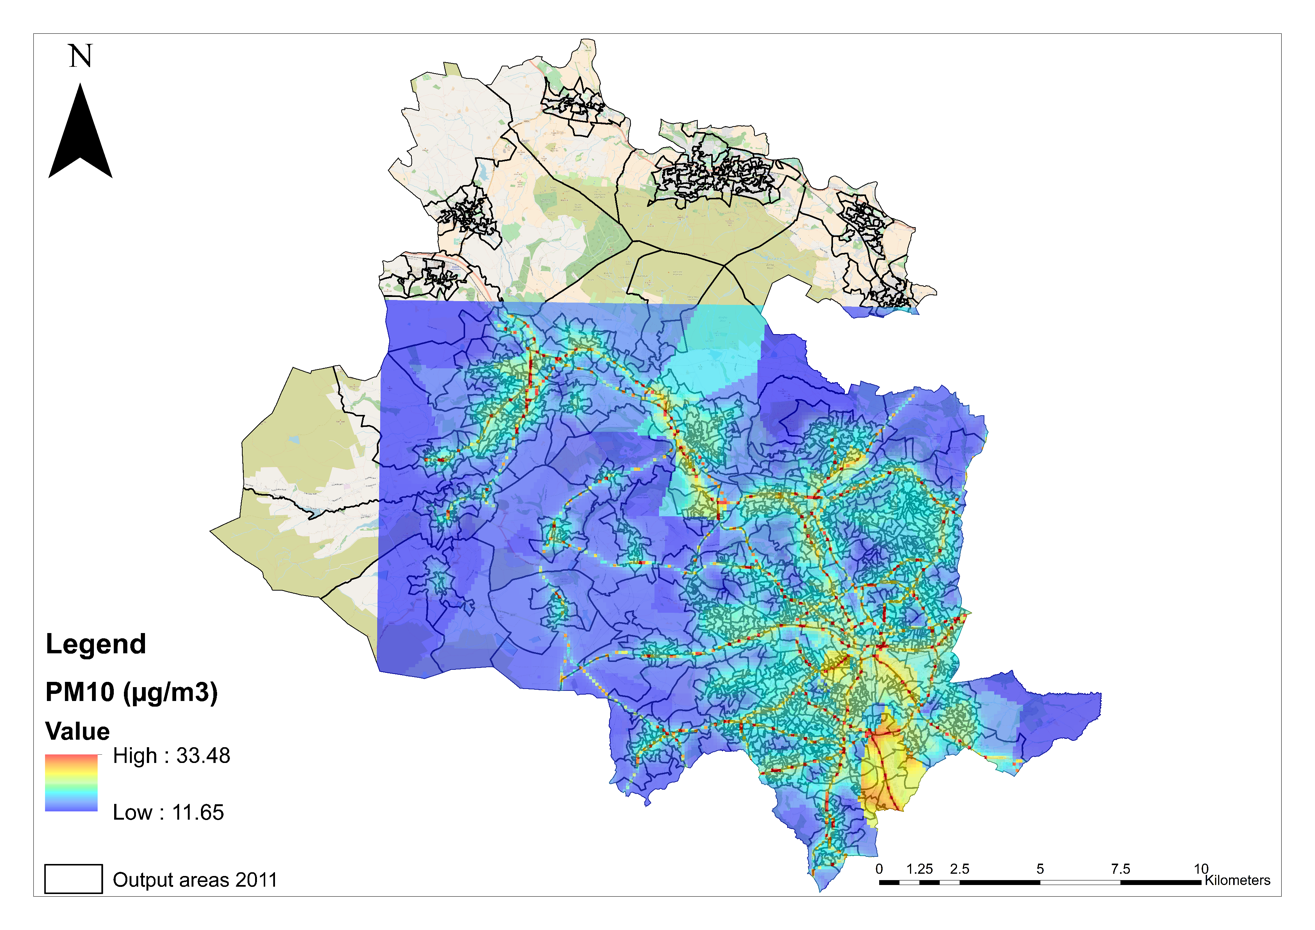 N
Legend
PM10 (µg/m3)
Value
High : 33.48
Low : 11.65
Output areas 2011
0 1.25 2.5 5 7.5 10
Kilometers